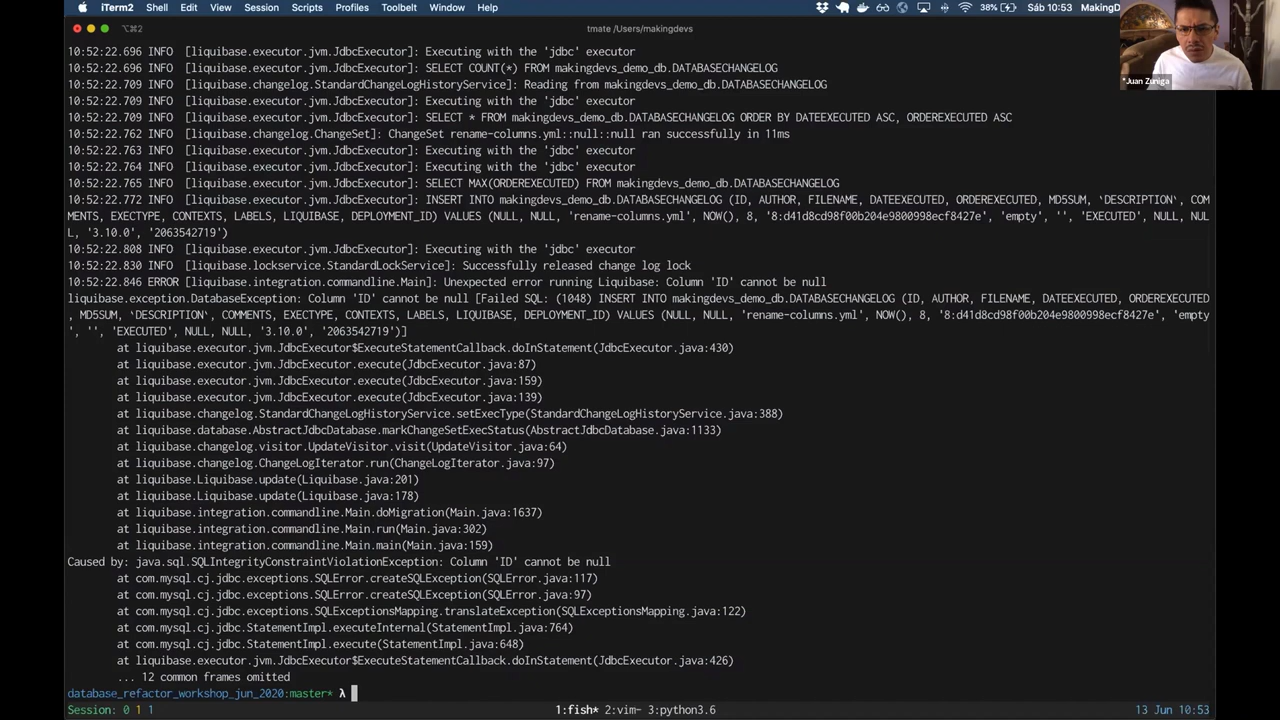 iTerm2 Shell Edit View Session Scripts Profiles Toolbelt Window Help 38% Sáb 10:53 MakingD
⌥⌘2 tmate /Users/makingdevs
*Juan Zuniga
10:52:22.696 INFO [liquibase.executor.jvm.JdbcExecutor]: Executing with the 'jdbc' executor
10:52:22.696 INFO [liquibase.executor.jvm.JdbcExecutor]: SELECT COUNT(*) FROM makingdevs_demo_db.DATABASECHANGELOG
10:52:22.709 INFO [liquibase.changelog.StandardChangeLogHistoryService]: Reading from makingdevs_demo_db.DATABASECHANGELOG
10:52:22.709 INFO [liquibase.executor.jvm.JdbcExecutor]: Executing with the 'jdbc' executor
10:52:22.709 INFO [liquibase.executor.jvm.JdbcExecutor]: SELECT * FROM makingdevs_demo_db.DATABASECHANGELOG ORDER BY DATEEXECUTED ASC, ORDEREXECUTED ASC
10:52:22.762 INFO [liquibase.changelog.ChangeSet]: ChangeSet rename-columns.yml::null::null ran successfully in 11ms
10:52:22.763 INFO [liquibase.executor.jvm.JdbcExecutor]: Executing with the 'jdbc' executor
10:52:22.764 INFO [liquibase.executor.jvm.JdbcExecutor]: Executing with the 'jdbc' executor
10:52:22.765 INFO [liquibase.executor.jvm.JdbcExecutor]: SELECT MAX(ORDEREXECUTED) FROM makingdevs_demo_db.DATABASECHANGELOG
10:52:22.772 INFO [liquibase.executor.jvm.JdbcExecutor]: INSERT INTO makingdevs_demo_db.DATABASECHANGELOG (ID, AUTHOR, FILENAME, DATEEXECUTED, ORDEREXECUTED, MD5SUM, `DESCRIPTION`, COM
MENTS, EXECTYPE, CONTEXTS, LABELS, LIQUIBASE, DEPLOYMENT_ID) VALUES (NULL, NULL, 'rename-columns.yml', NOW(), 8, '8:d41d8cd98f00b204e9800998ecf8427e', 'empty', '', 'EXECUTED', NULL, NUL
L, '3.10.0', '2063542719')
10:52:22.808 INFO [liquibase.executor.jvm.JdbcExecutor]: Executing with the 'jdbc' executor
10:52:22.830 INFO [liquibase.lockservice.StandardLockService]: Successfully released change log lock
10:52:22.846 ERROR [liquibase.integration.commandline.Main]: Unexpected error running Liquibase: Column 'ID' cannot be null
liquibase.exception.DatabaseException: Column 'ID' cannot be null [Failed SQL: (1048) INSERT INTO makingdevs_demo_db.DATABASECHANGELOG (ID, AUTHOR, FILENAME, DATEEXECUTED, ORDEREXECUTED
, MD5SUM, `DESCRIPTION`, COMMENTS, EXECTYPE, CONTEXTS, LABELS, LIQUIBASE, DEPLOYMENT_ID) VALUES (NULL, NULL, 'rename-columns.yml', NOW(), 8, '8:d41d8cd98f00b204e9800998ecf8427e', 'empty
', '', 'EXECUTED', NULL, NULL, '3.10.0', '2063542719')]
at liquibase.executor.jvm.JdbcExecutor$ExecuteStatementCallback.doInStatement(JdbcExecutor.java:430)
at liquibase.executor.jvm.JdbcExecutor.execute(JdbcExecutor.java:87)
at liquibase.executor.jvm.JdbcExecutor.execute(JdbcExecutor.java:159)
at liquibase.executor.jvm.JdbcExecutor.execute(JdbcExecutor.java:139)
at liquibase.changelog.StandardChangeLogHistoryService.setExecType(StandardChangeLogHistoryService.java:388)
at liquibase.database.AbstractJdbcDatabase.markChangeSetExecStatus(AbstractJdbcDatabase.java:1133)
at liquibase.changelog.visitor.UpdateVisitor.visit(UpdateVisitor.java:64)
at liquibase.changelog.ChangeLogIterator.run(ChangeLogIterator.java:97)
at liquibase.Liquibase.update(Liquibase.java:201)
at liquibase.Liquibase.update(Liquibase.java:178)
at liquibase.integration.commandline.Main.doMigration(Main.java:1637)
at liquibase.integration.commandline.Main.run(Main.java:302)
at liquibase.integration.commandline.Main.main(Main.java:159)
Caused by: java.sql.SQLIntegrityConstraintViolationException: Column 'ID' cannot be null
at com.mysql.cj.jdbc.exceptions.SQLError.createSQLException(SQLError.java:117)
at com.mysql.cj.jdbc.exceptions.SQLError.createSQLException(SQLError.java:97)
at com.mysql.cj.jdbc.exceptions.SQLExceptionsMapping.translateException(SQLExceptionsMapping.java:122)
at com.mysql.cj.jdbc.StatementImpl.executeInternal(StatementImpl.java:764)
at com.mysql.cj.jdbc.StatementImpl.execute(StatementImpl.java:648)
at liquibase.executor.jvm.JdbcExecutor$ExecuteStatementCallback.doInStatement(JdbcExecutor.java:426)
... 12 common frames omitted
database_refactor_workshop_jun_2020:master* λ
Session: 0 1 1 1:fish* 2:vim- 3:python3.6 13 Jun 10:53